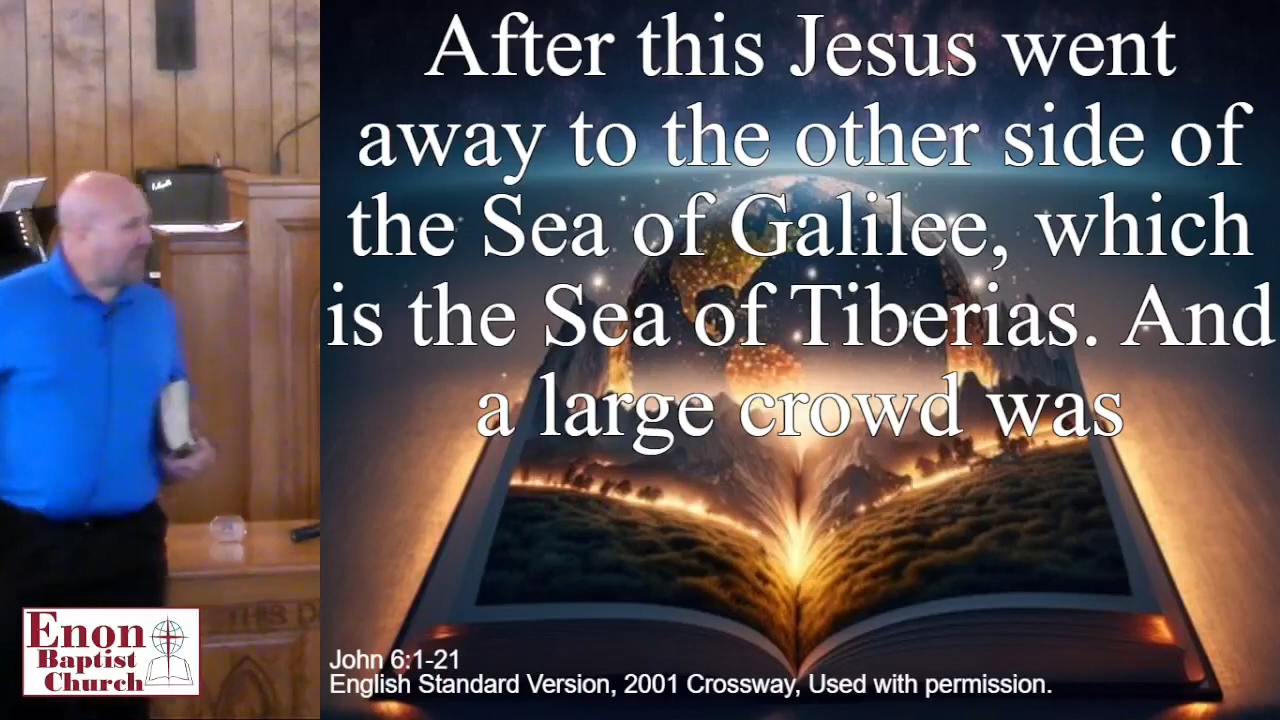 After this Jesus went
away to the other side of
the Sea of Galilee, which
is the Sea of Tiberias. And
a large crowd was
THIS D
Enon
Baptist
Church
John 6:1-21
English Standard Version, 2001 Crossway, Used with permission.